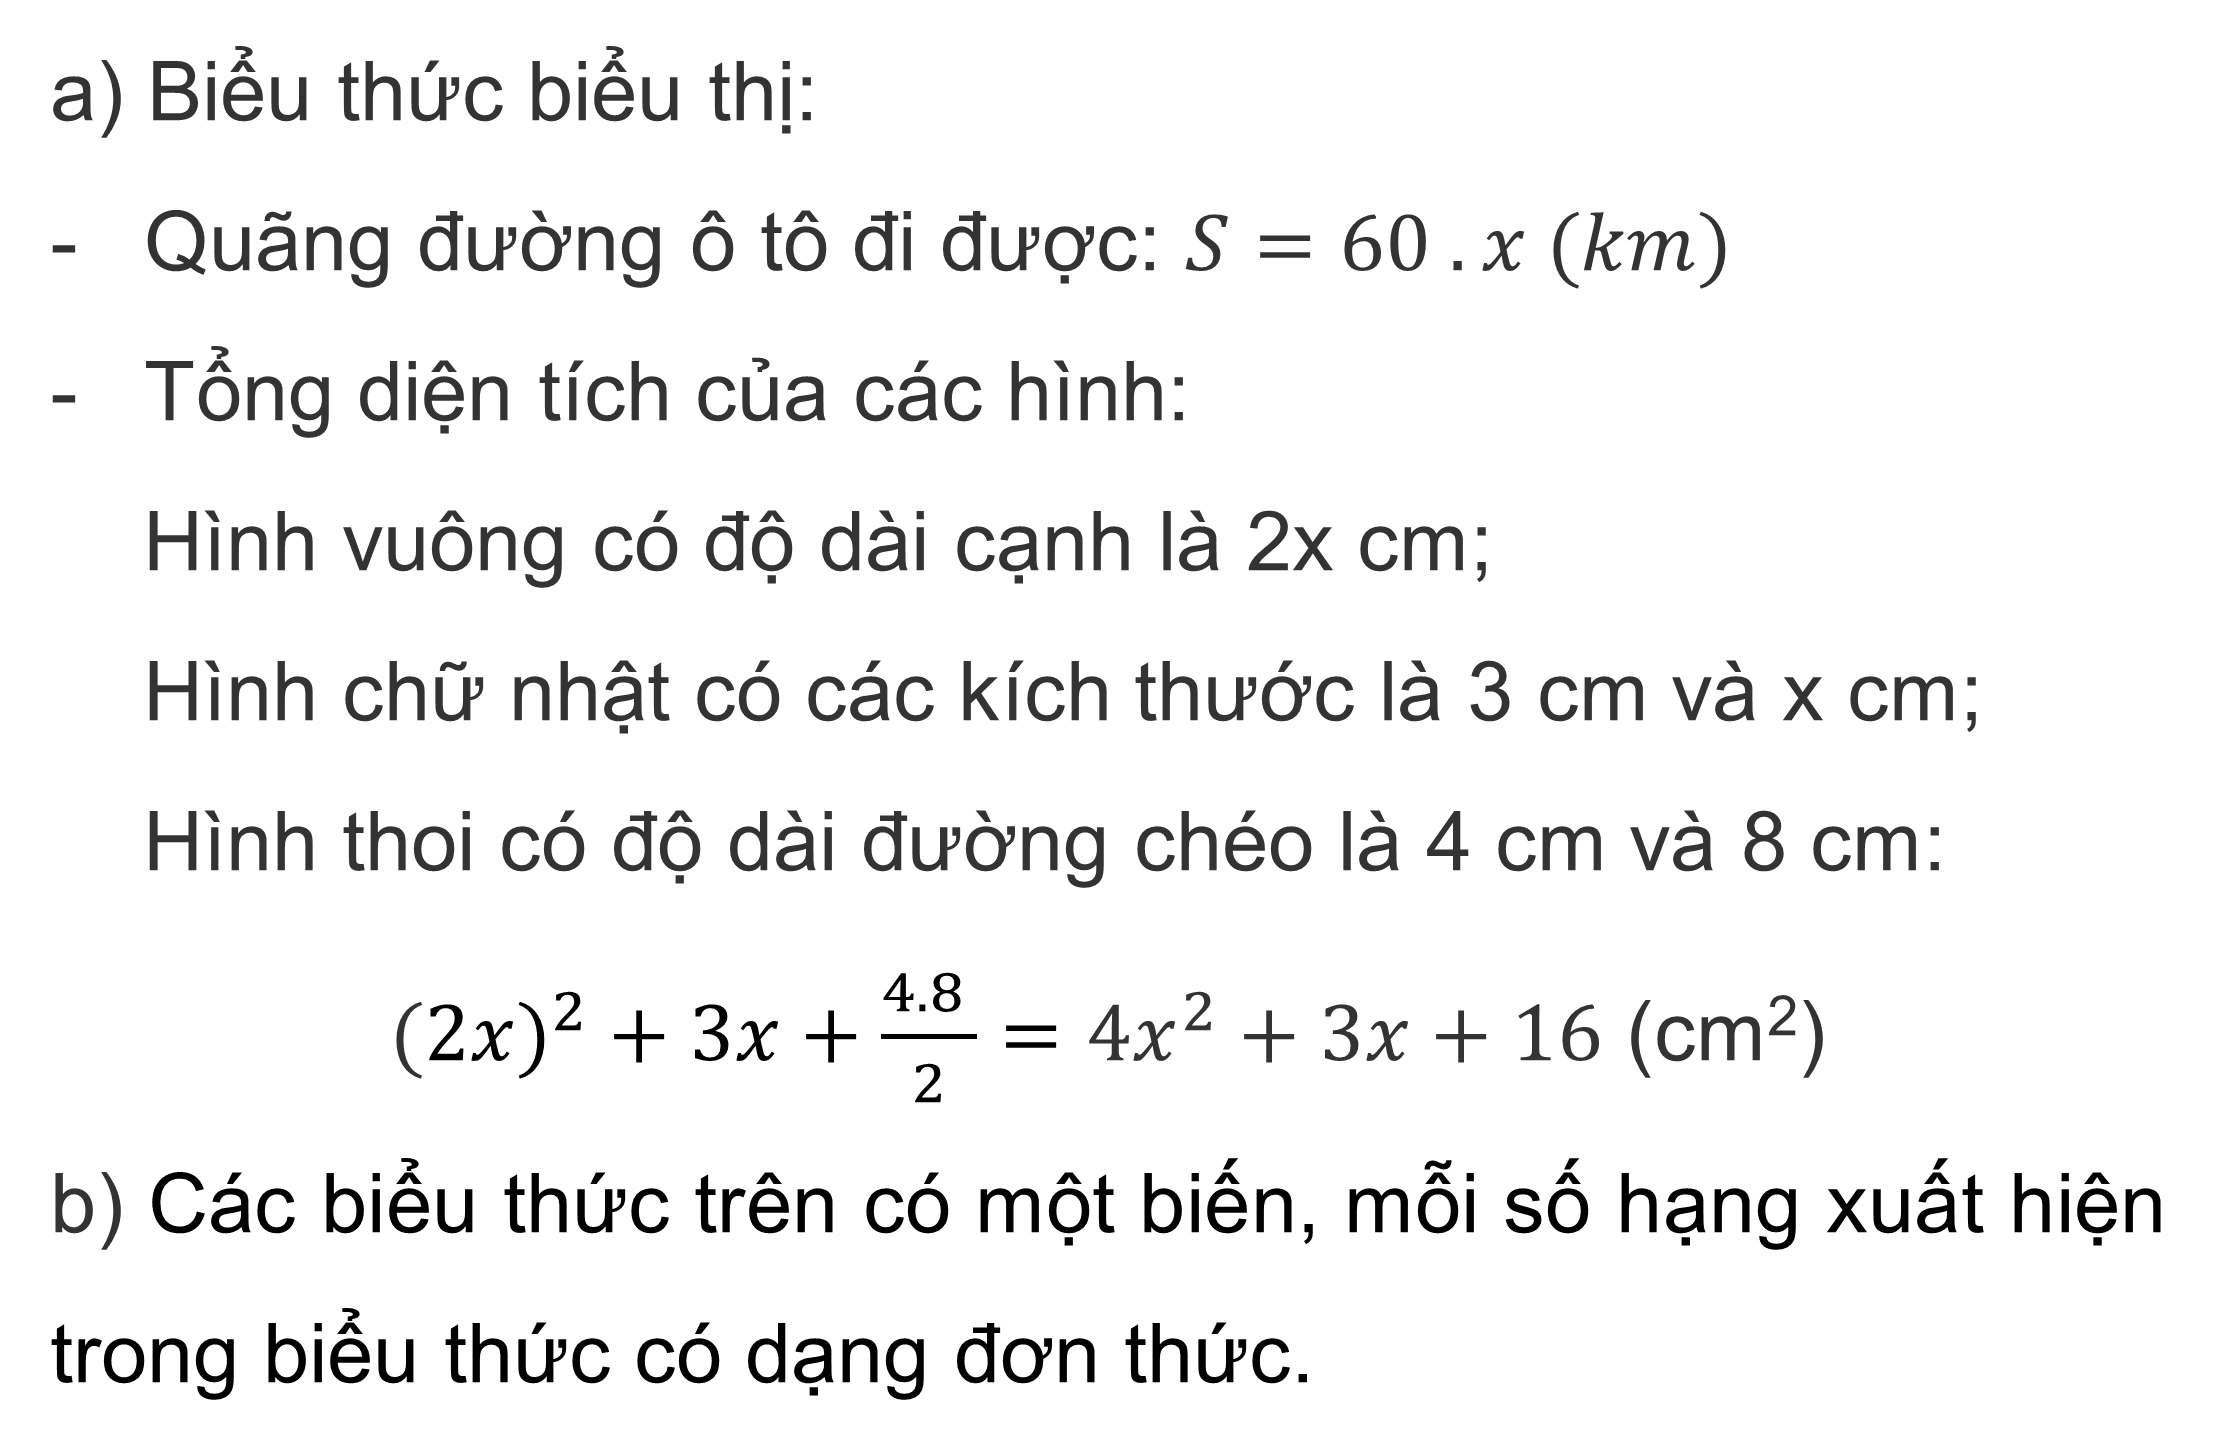 a) Biểu thức biểu thị:
- Quãng đường ô tô đi được: S = 60 . x (km)
- Tổng diện tích của các hình:
Hình vuông có độ dài cạnh là 2x cm;
Hình chữ nhật có các kích thước là 3 cm và x cm;
Hình thoi có độ dài đường chéo là 4 cm và 8 cm:
(2x)² + 3x + \frac{4.8}{2} = 4x² + 3x + 16 (cm²)
b) Các biểu thức trên có một biến, mỗi số hạng xuất hiện
trong biểu thức có dạng đơn thức.